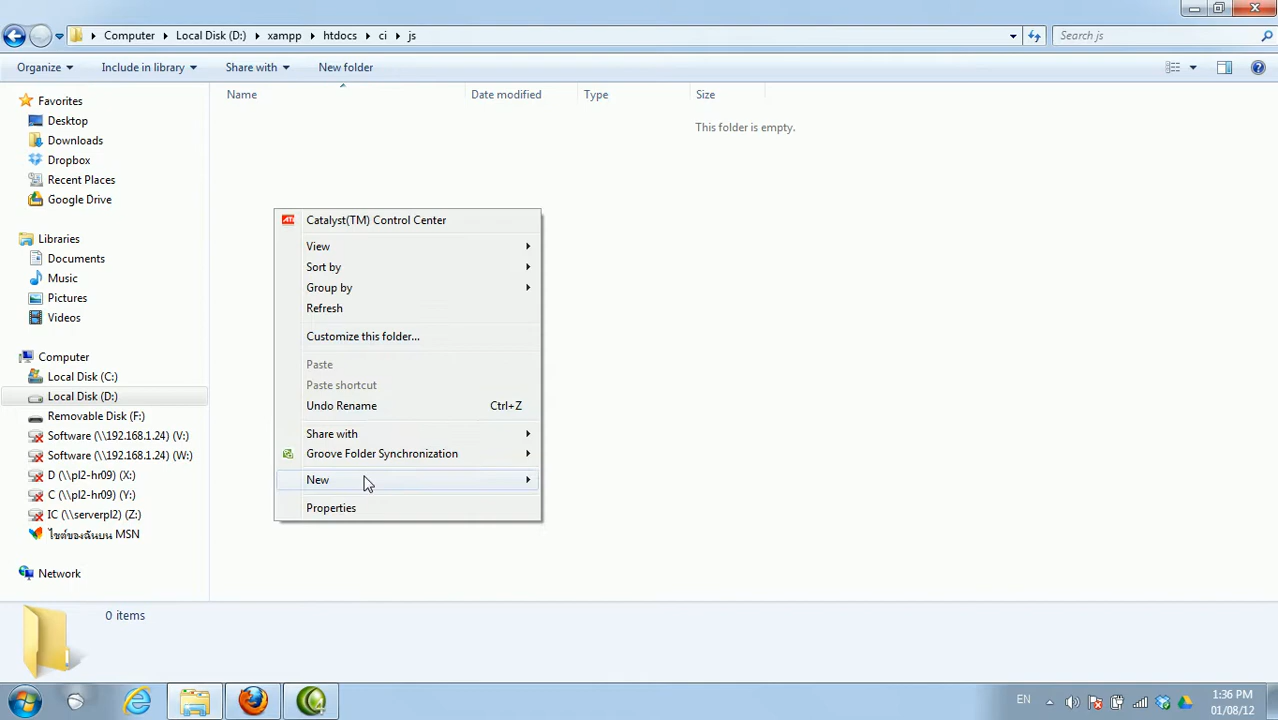 Computer Local Disk (D:) xampp htdocs ci js
Search js
Organize Include in library Share with New folder
Name Date modified Type Size
This folder is empty.
Favorites
Desktop
Downloads
Dropbox
Recent Places
Google Drive
Libraries
Documents
Music
Pictures
Videos
Computer
Local Disk (C:)
Local Disk (D:)
Removable Disk (F:)
Software (\\192.168.1.24) (V:)
Software (\\192.168.1.24) (W:)
D (\\pl2-hr09) (X:)
C (\\pl2-hr09) (Y:)
IC (\\serverpl2) (Z:)
ไซต์ของฉันบน MSN
Network
ATI Catalyst(TM) Control Center
View
Sort by
Group by
Refresh
Customize this folder...
Paste
Paste shortcut
Undo Rename Ctrl+Z
Share with
Groove Folder Synchronization
New
Properties
0 items
4
EN
1:36 PM
01/08/12